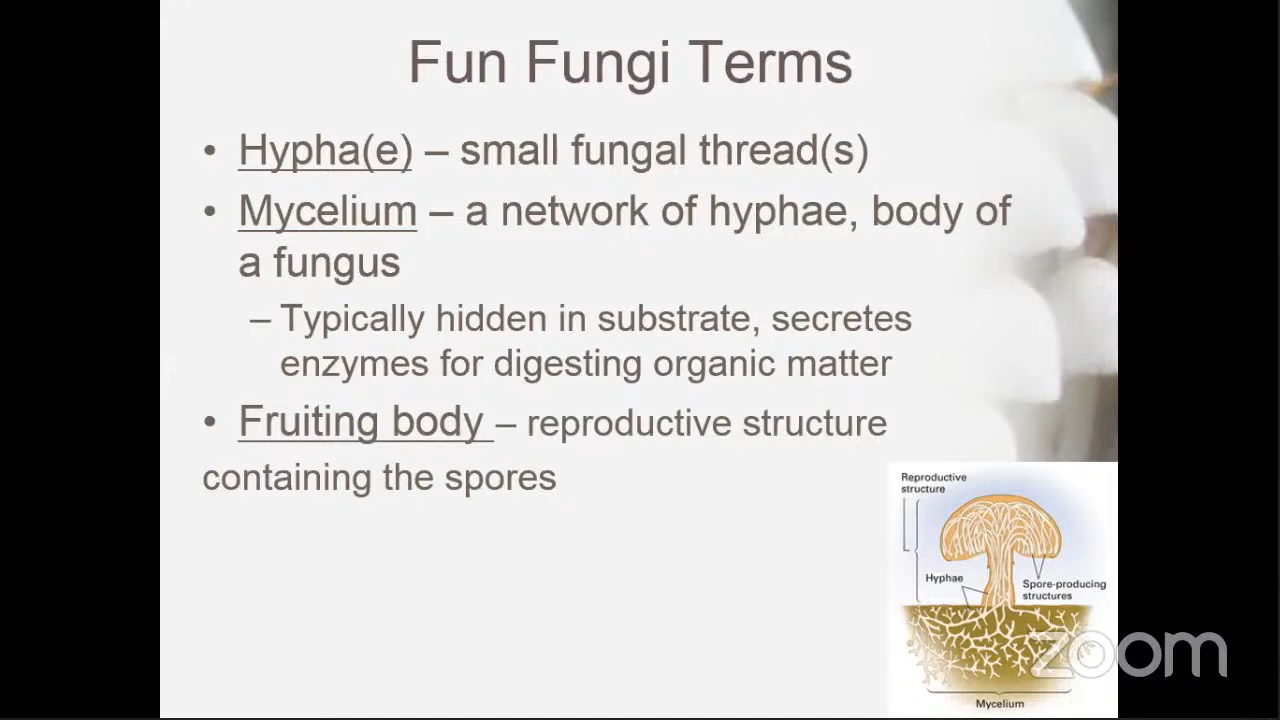 Fun Fungi Terms
• Hypha(e) – small fungal thread(s)
• Mycelium – a network of hyphae, body of
a fungus
– Typically hidden in substrate, secretes
enzymes for digesting organic matter
• Fruiting body – reproductive structure
containing the spores
Reproductive
structure
Hyphae
Spore-producing
structures
zoom
Mycelium